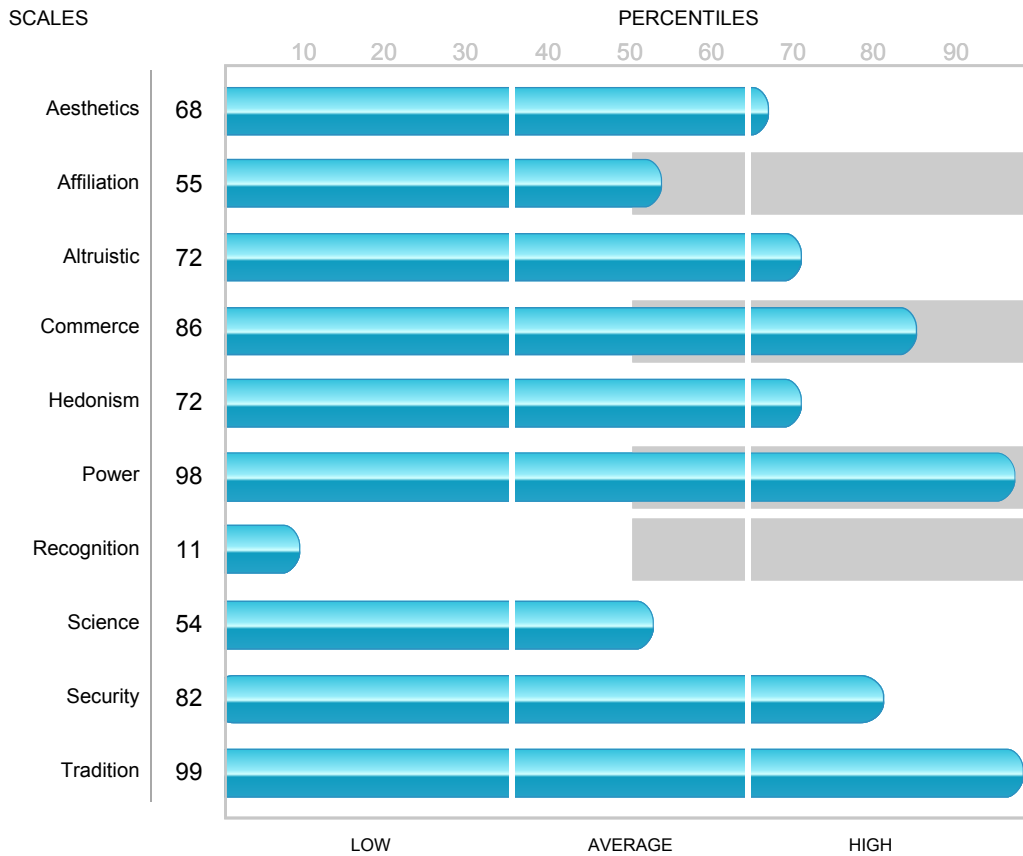 SCALES PERCENTILES
10 20 30 40 50 60 70 80 90
Aesthetics 68
Affiliation 55
Altruistic 72
Commerce 86
Hedonism 72
Power 98
Recognition 11
Science 54
Security 82
Tradition 99
LOW AVERAGE HIGH